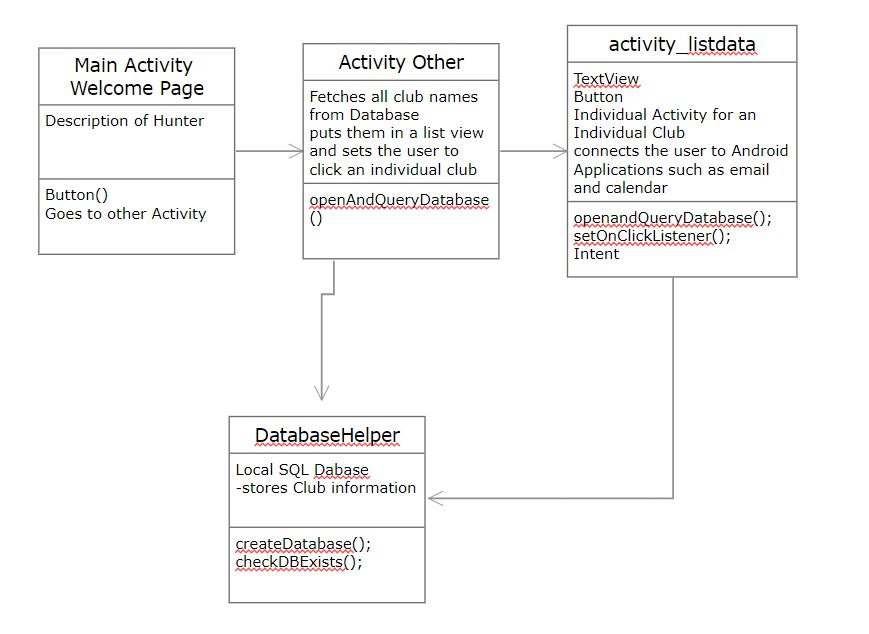 Main Activity
Welcome Page
Description of Hunter
Button()
Goes to other Activity
Activity Other
Fetches all club names
from Database
puts them in a list view
and sets the user to
click an individual club
openAndQueryDatabase
()
activity_listdata
TextView
Button
Individual Activity for an
Individual Club
connects the user to Android
Applications such as email
and calendar
openandQueryDatabase();
setOnClickListener();
Intent
DatabaseHelper
Local SQL Dabase
-stores Club information
createDatabase();
checkDBExists();